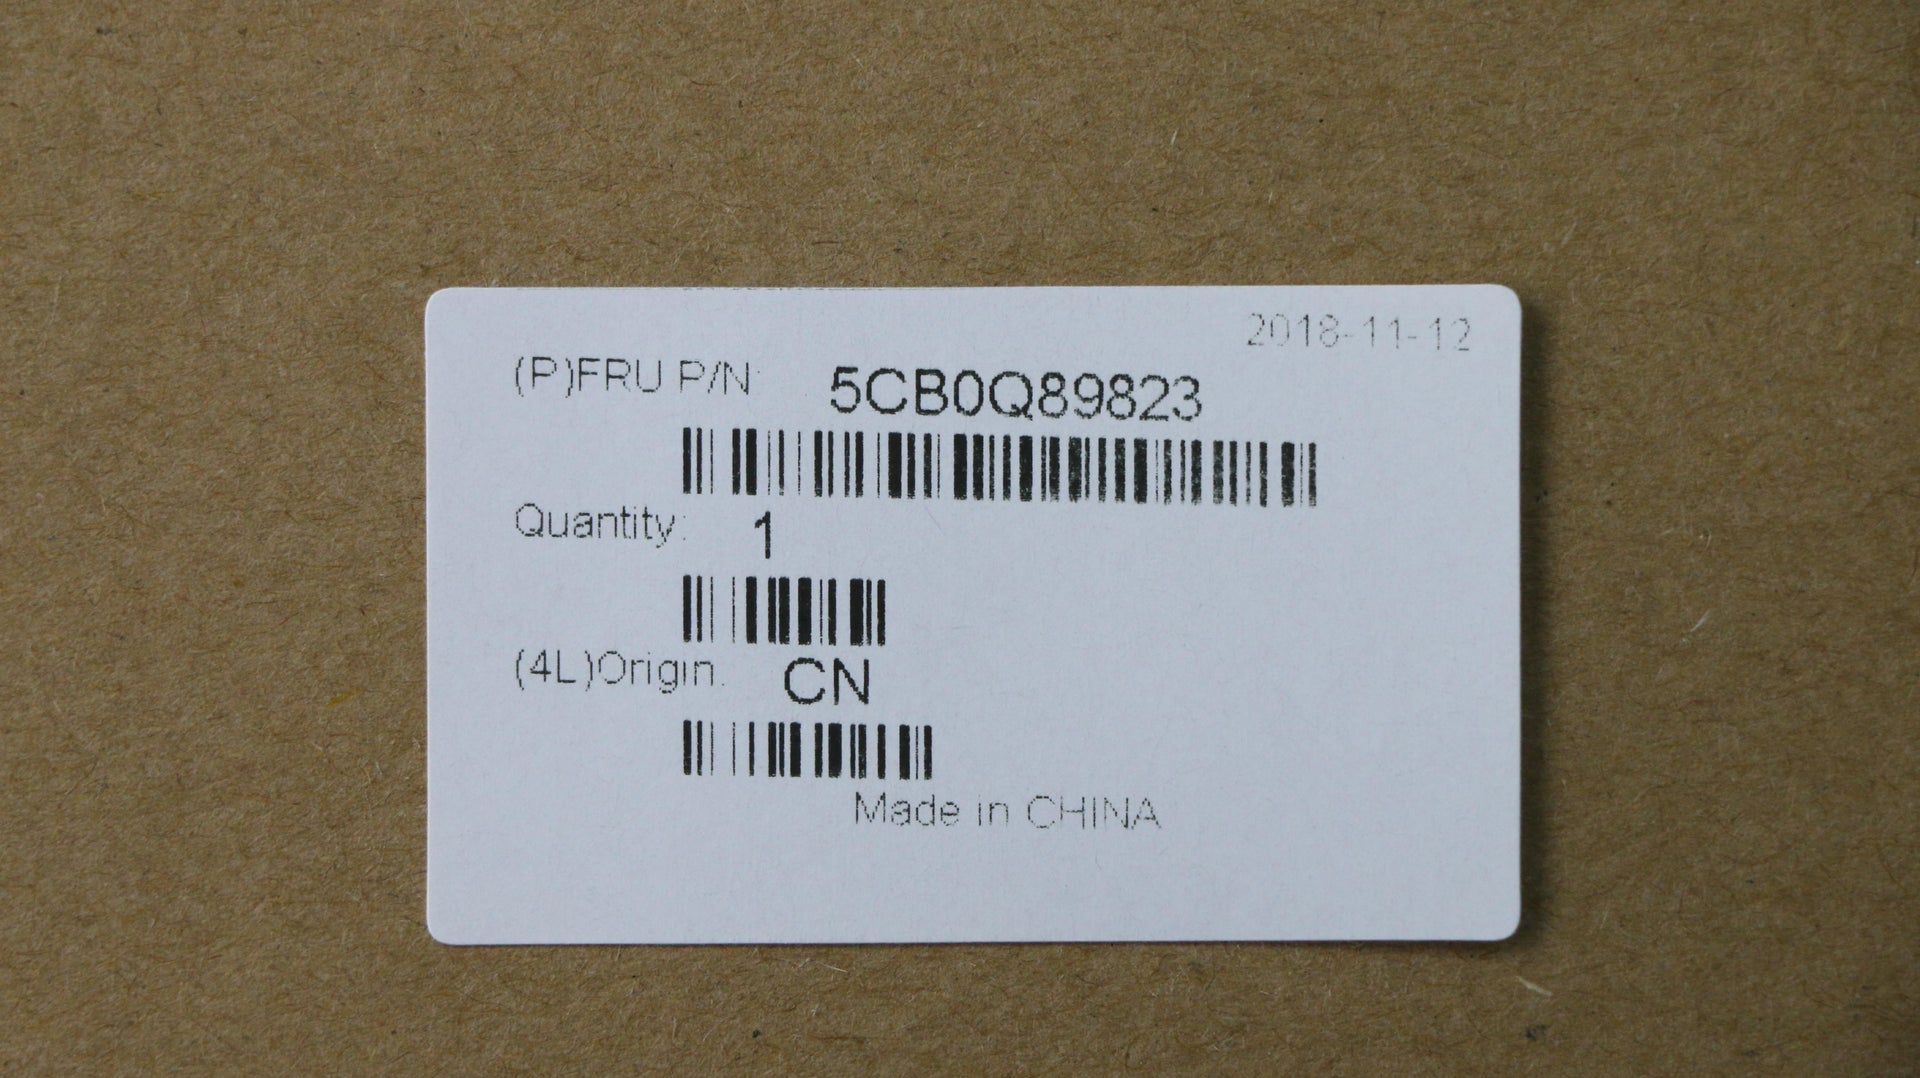 2018-11-12
(P)FRU P/N: 5CB0Q89823
Quantity: 1
(4L)Origin: CN
Made in CHINA